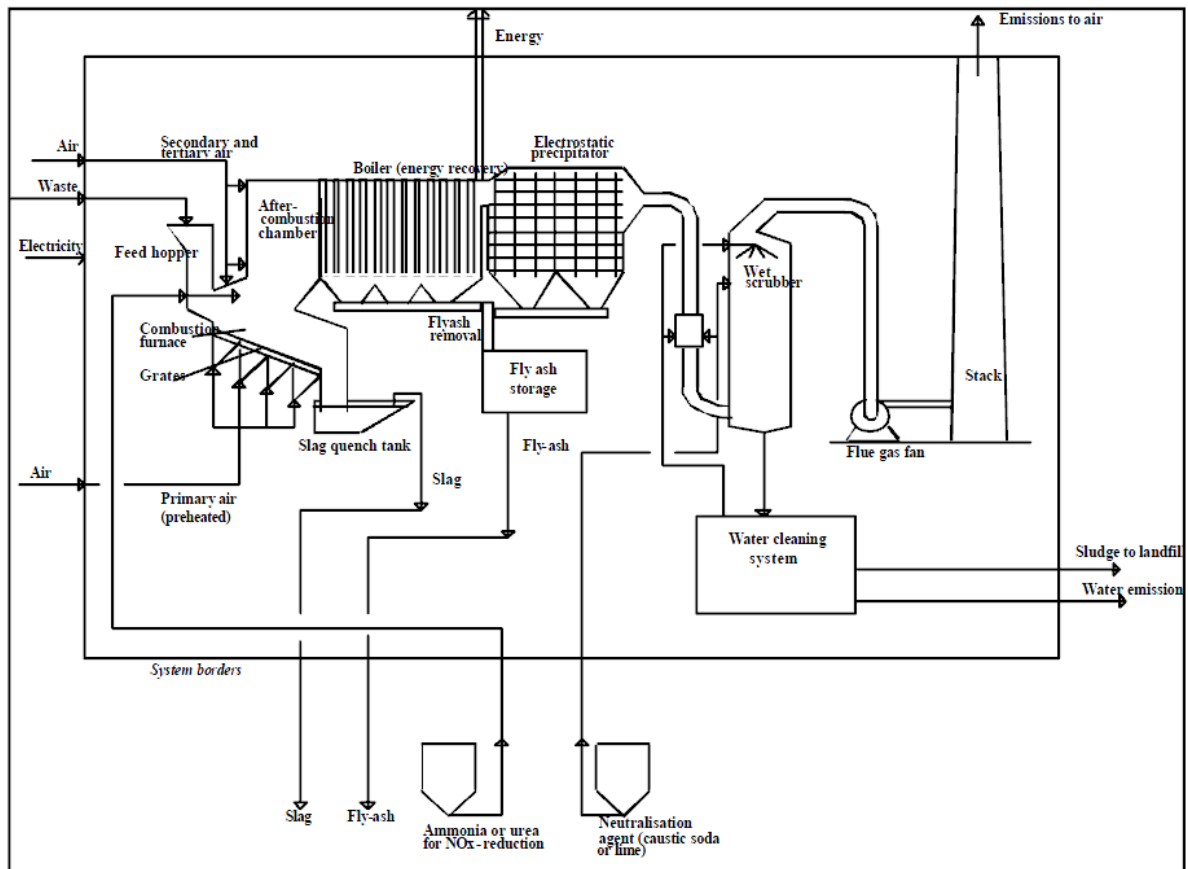 Emissions to air
Energy
Air
Secondary and
tertiary air
Electrostatic
precipitator
Boiler (energy recovery)
Waste
After-
combustion
chamber
Electricity
Feed hopper
Wet
scrubber
Combustion
furnace
Flyash
removal
Grates
Fly ash
storage
Stack
Slag quench tank
Fly-ash
Flue gas fan
Air
Slag
Primary air
(preheated)
Water cleaning
system
Sludge to landfill
Water emission
System borders
Slag
Fly-ash
Ammonia or urea
for NOx - reduction
Neutralisation
agent (caustic soda
or lime)